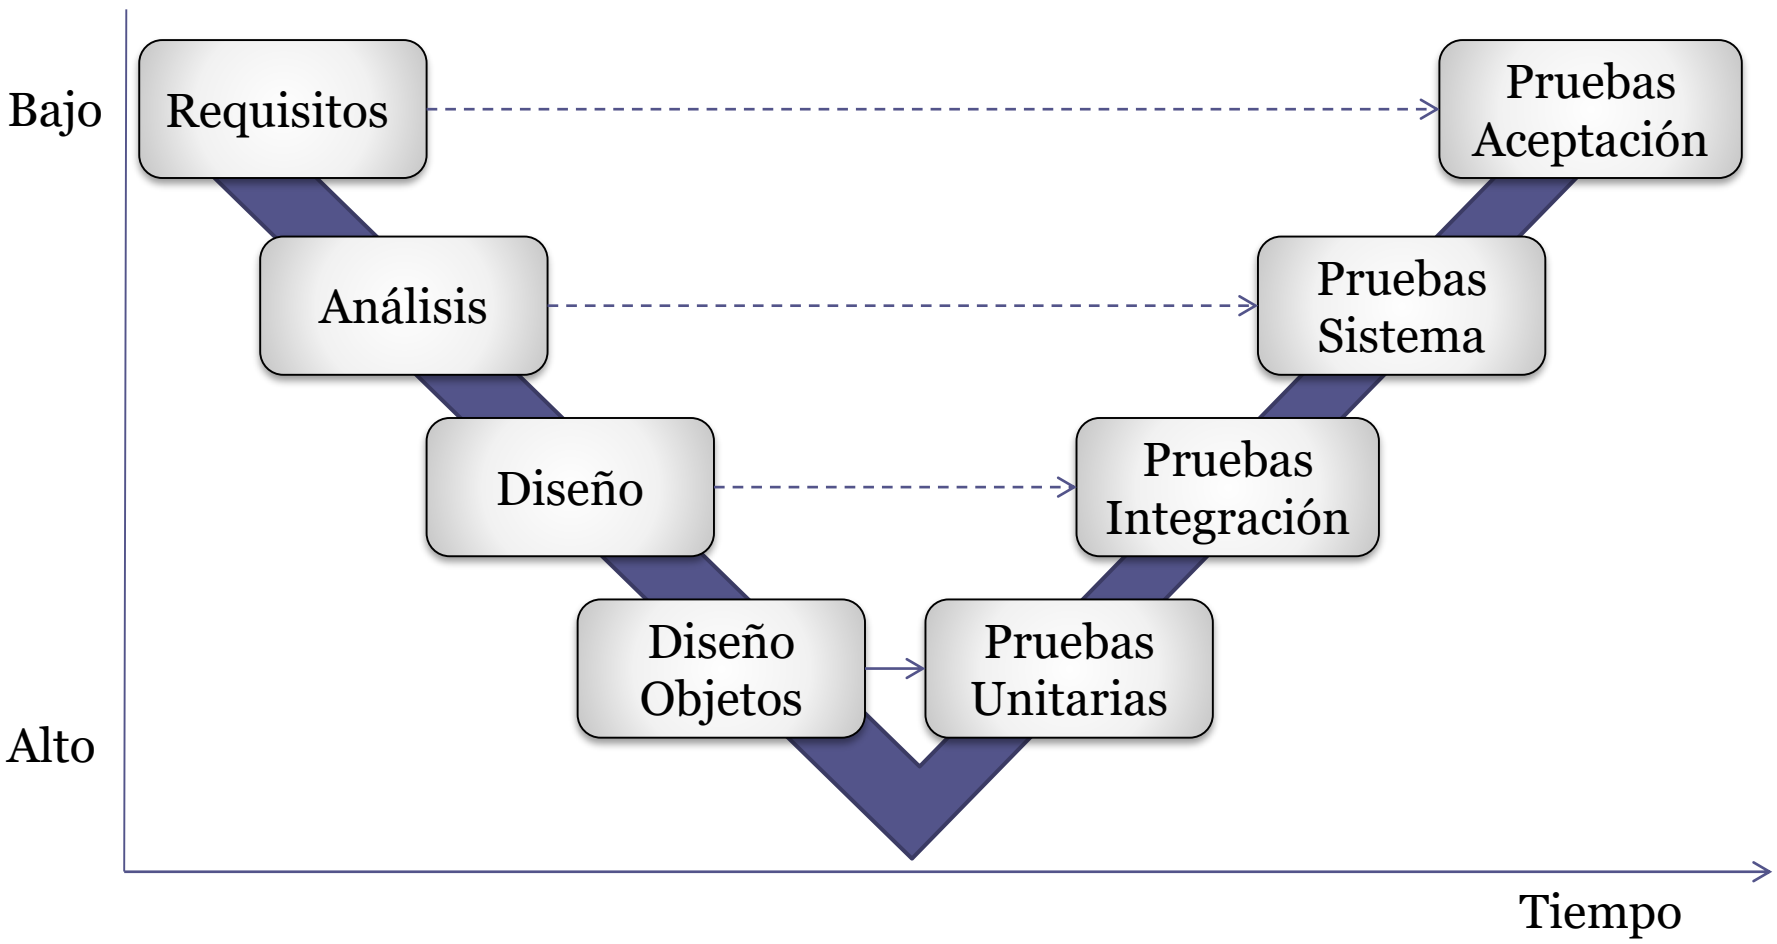 Bajo
Requisitos
Pruebas
Aceptación
Análisis
Pruebas
Sistema
Diseño
Pruebas
Integración
Diseño
Objetos
Pruebas
Unitarias
Alto
Tiempo